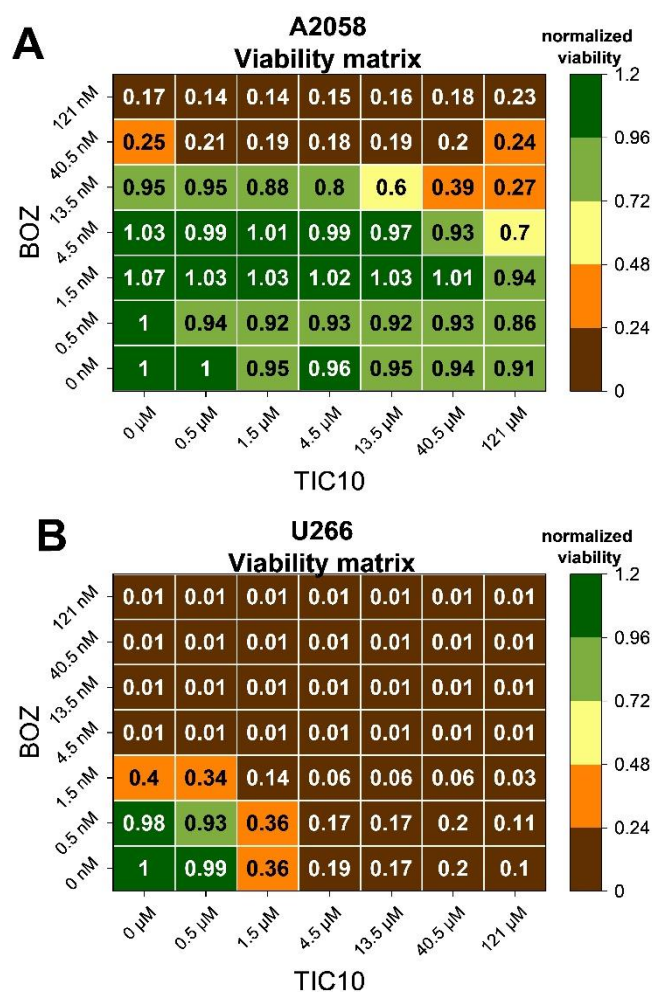 A
A2058
Viability matrix
normalized
viability
BOZ
121 nM 0.17 0.14 0.14 0.15 0.16 0.18 0.23
40.5 nM 0.25 0.21 0.19 0.18 0.19 0.2 0.24
13.5 nM 0.95 0.95 0.88 0.8 0.6 0.39 0.27
4.5 nM 1.03 0.99 1.01 0.99 0.97 0.93 0.7
1.5 nM 1.07 1.03 1.03 1.02 1.03 1.01 0.94
0.5 nM 1 0.94 0.92 0.93 0.92 0.93 0.86
0 nM 1 1 0.95 0.96 0.95 0.94 0.91
0 µM 0.5 µM 1.5 µM 4.5 µM 13.5 µM 40.5 µM 121 µM
TIC10
1.2
0.96
0.72
0.48
0.24
0
B
U266
Viability matrix
normalized
viability
BOZ
121 nM 0.01 0.01 0.01 0.01 0.01 0.01 0.01
40.5 nM 0.01 0.01 0.01 0.01 0.01 0.01 0.01
13.5 nM 0.01 0.01 0.01 0.01 0.01 0.01 0.01
4.5 nM 0.01 0.01 0.01 0.01 0.01 0.01 0.01
1.5 nM 0.4 0.34 0.14 0.06 0.06 0.06 0.03
0.5 nM 0.98 0.93 0.36 0.17 0.17 0.2 0.11
0 nM 1 0.99 0.36 0.19 0.17 0.2 0.1
0 µM 0.5 µM 1.5 µM 4.5 µM 13.5 µM 40.5 µM 121 µM
TIC10
1.2
0.96
0.72
0.48
0.24
0